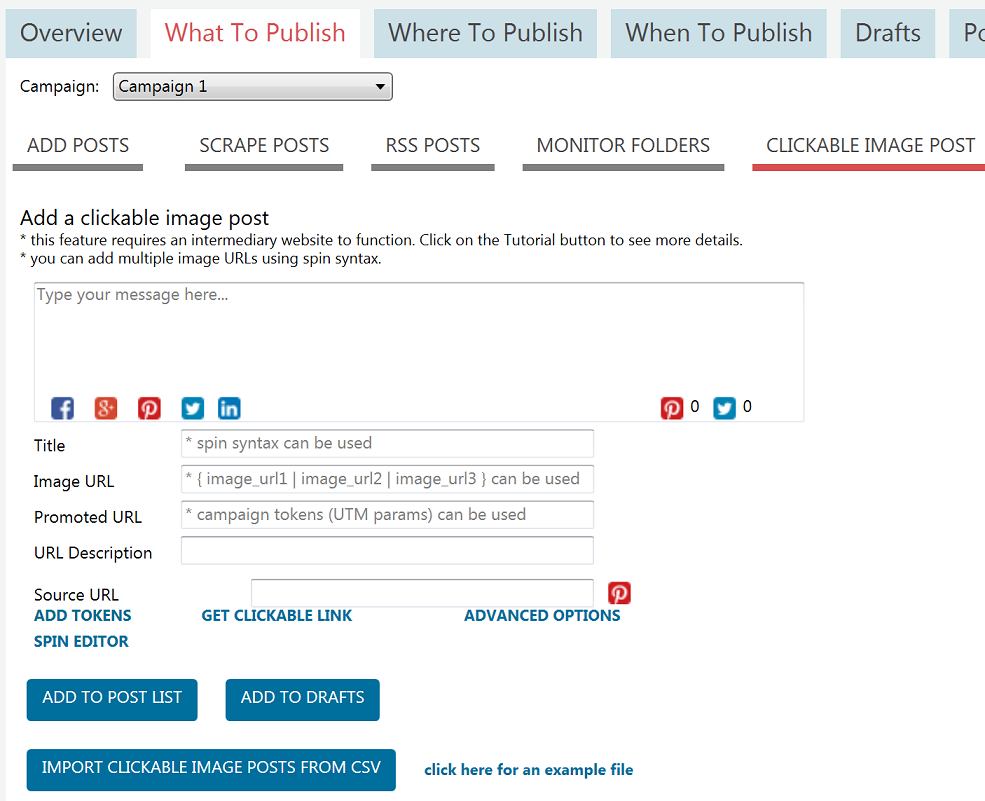 Overview What To Publish Where To Publish When To Publish Drafts
Campaign: Campaign 1
ADD POSTS SCRAPE POSTS RSS POSTS MONITOR FOLDERS CLICKABLE IMAGE POST
Add a clickable image post
* this feature requires an intermediary website to function. Click on the Tutorial button to see more details.
* you can add multiple image URLs using spin syntax.
Type your message here...
0 0
Title * spin syntax can be used
Image URL * { image_url1 | image_url2 | image_url3 } can be used
Promoted URL * campaign tokens (UTM params) can be used
URL Description
Source URL
ADD TOKENS GET CLICKABLE LINK ADVANCED OPTIONS
SPIN EDITOR
ADD TO POST LIST ADD TO DRAFTS
IMPORT CLICKABLE IMAGE POSTS FROM CSV click here for an example file